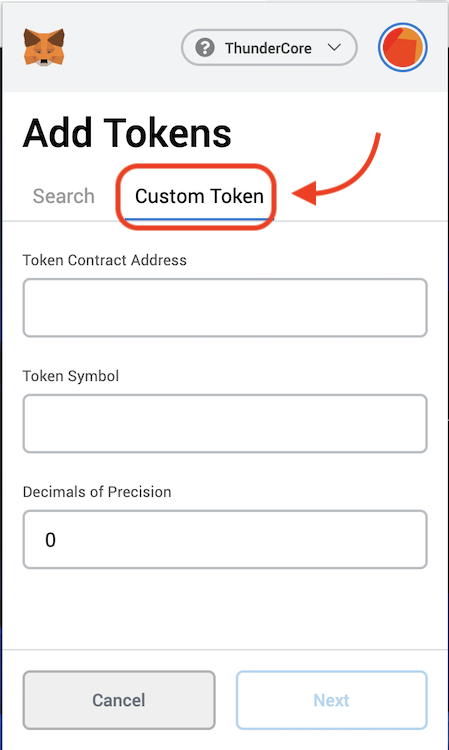 ThunderCore
Add Tokens
Search
Custom Token
Token Contract Address
Token Symbol
Decimals of Precision
0
Cancel
Next